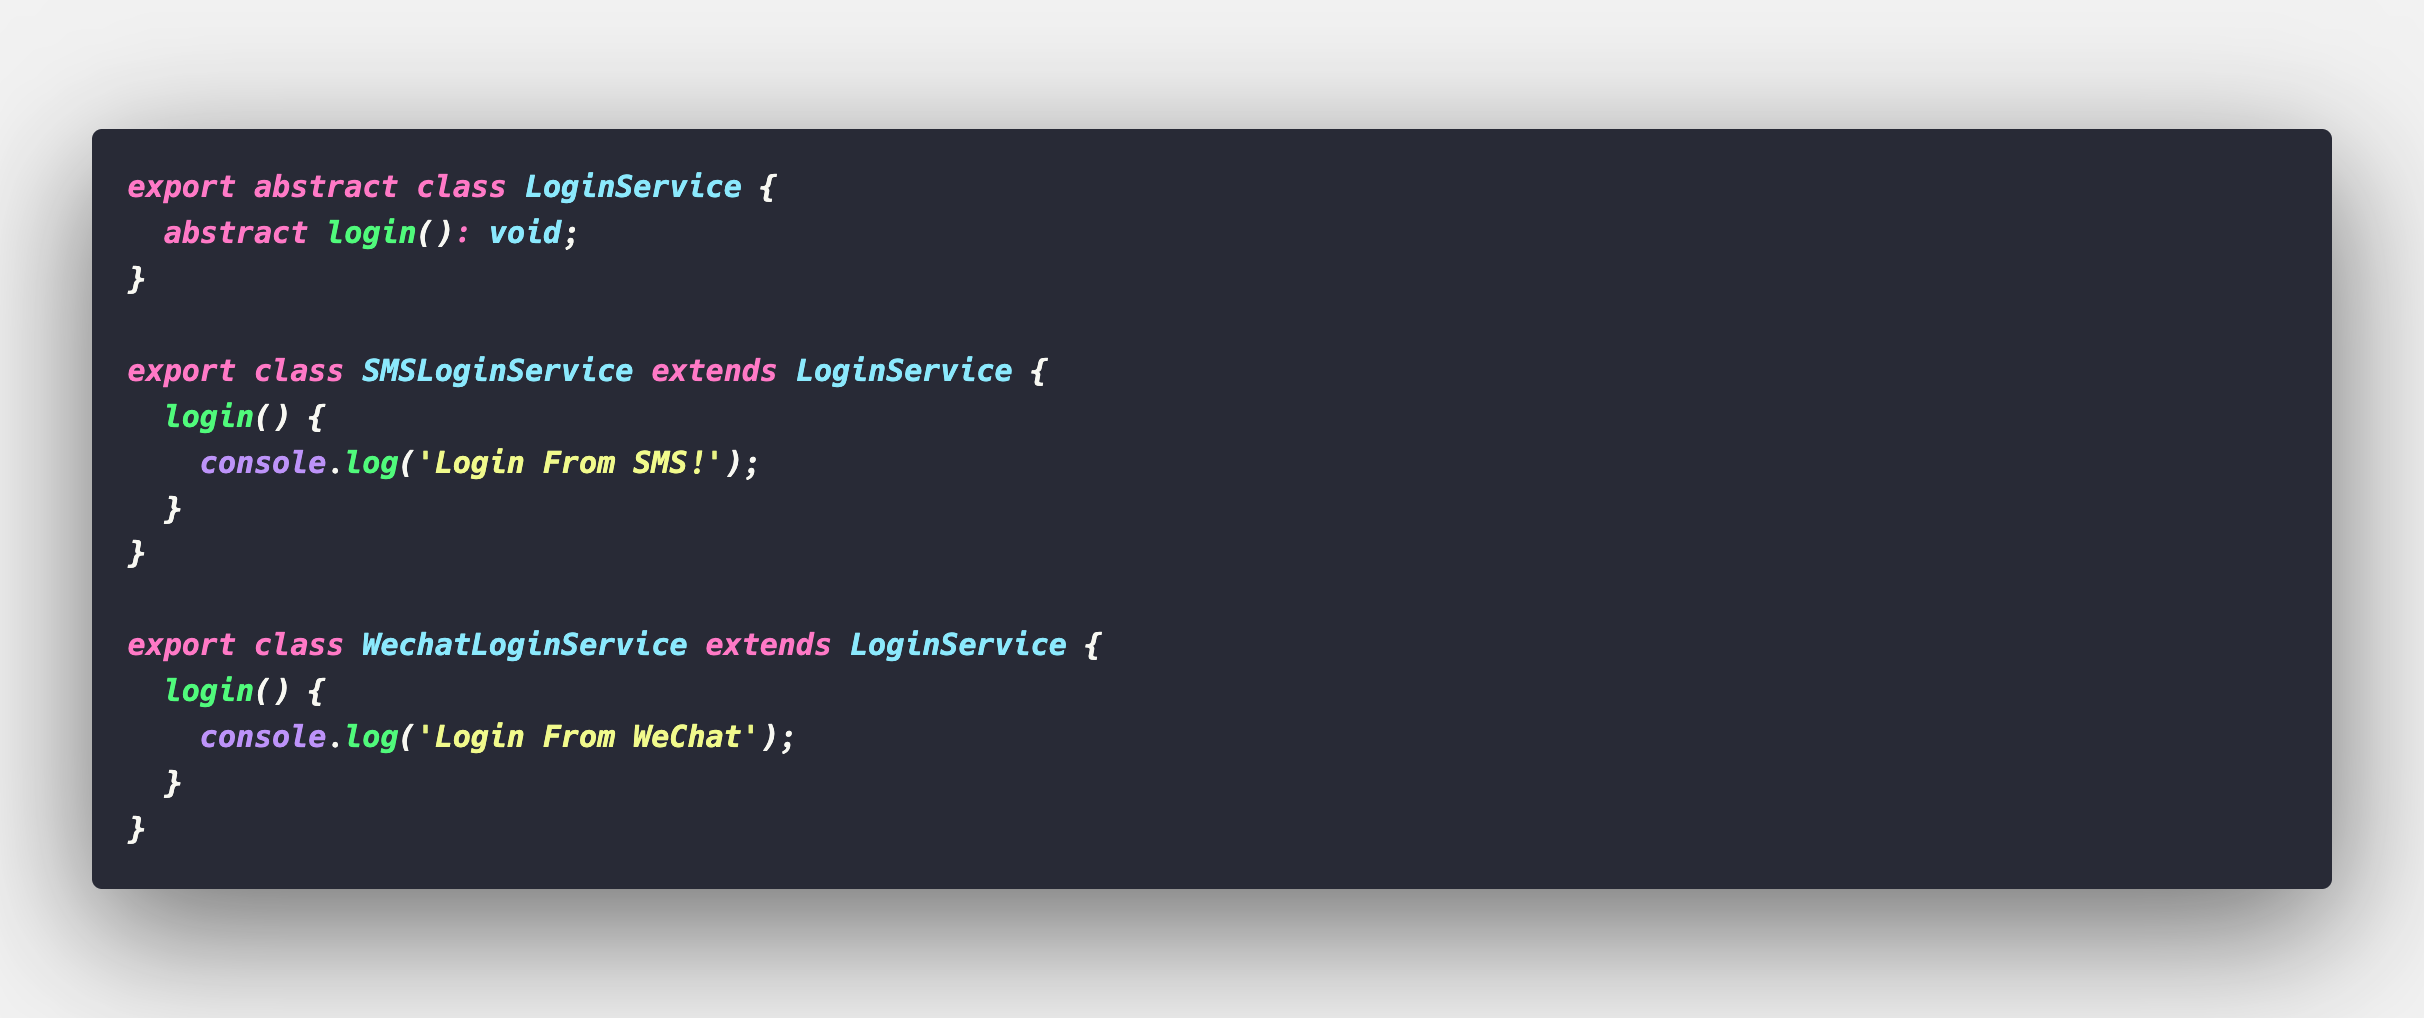 export abstract class LoginService {
  abstract login(): void;
}

export class SMSLoginService extends LoginService {
  login() {
    console.log('Login From SMS!');
  }
}

export class WechatLoginService extends LoginService {
  login() {
    console.log('Login From WeChat');
  }
}